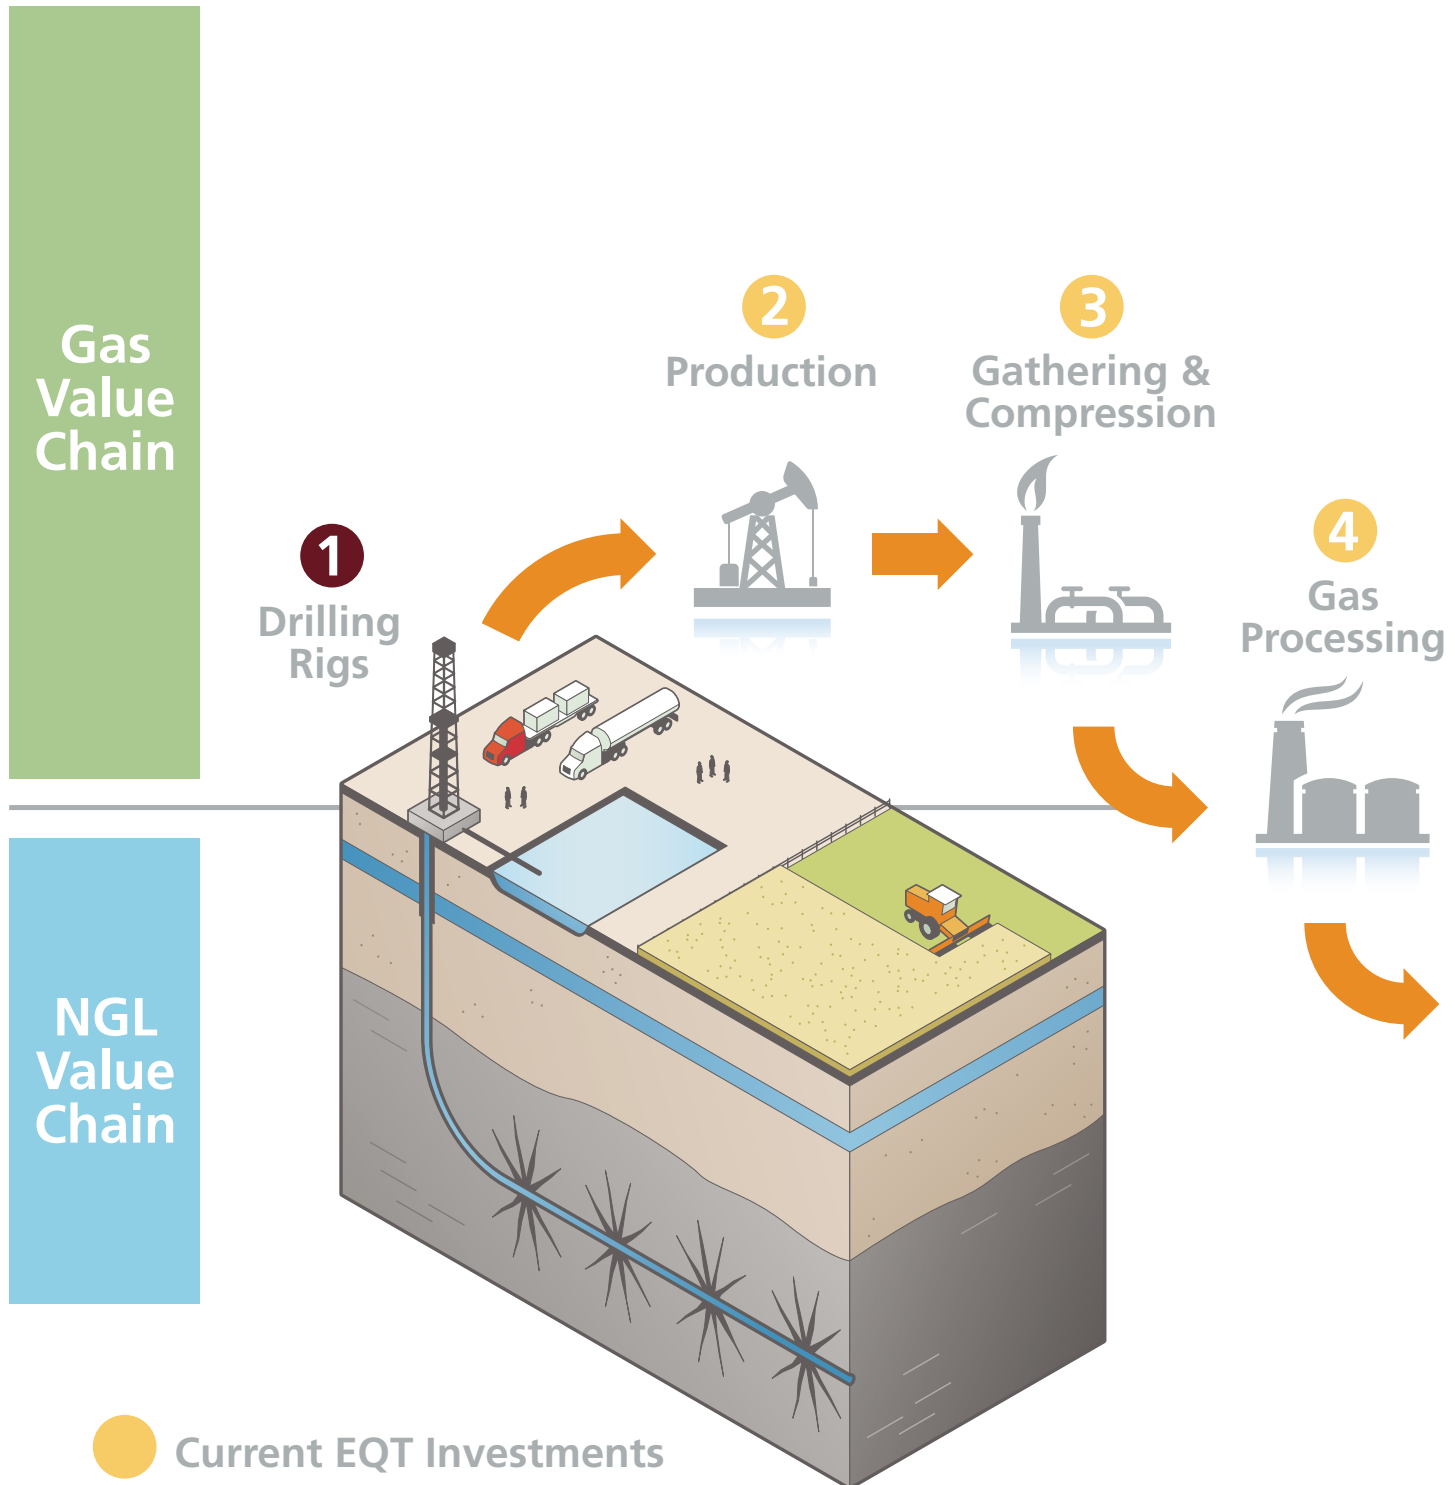 Gas
Value
Chain
1
Drilling
Rigs
2
Production
3
Gathering &
Compression
4
Gas
Processing
NGL
Value
Chain
Current EQT Investments